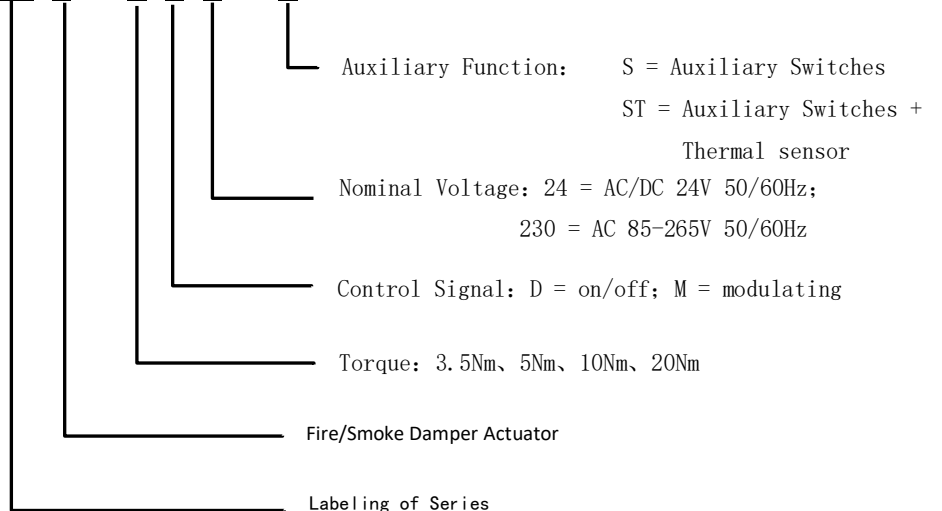 Auxiliary Function： S = Auxiliary Switches
ST = Auxiliary Switches +
Thermal sensor
Nominal Voltage：24 = AC/DC 24V 50/60Hz；
230 = AC 85-265V 50/60Hz
Control Signal：D = on/off；M = modulating
Torque：3.5Nm、5Nm、10Nm、20Nm
Fire/Smoke Damper Actuator
Labeling of Series